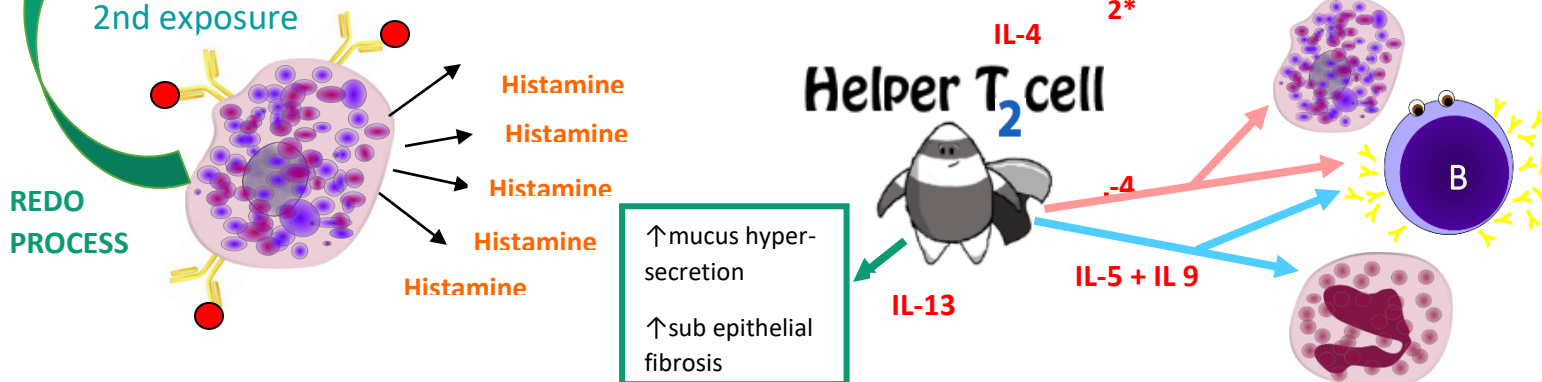 2nd exposure
REDO
PROCESS
Histamine
Histamine
Histamine
Histamine
Histamine
↑mucus hyper-
secretion
↑sub epithelial
fibrosis
2*
IL-4
Helper T2 cell
-4
IL-13
IL-5 + IL 9
B